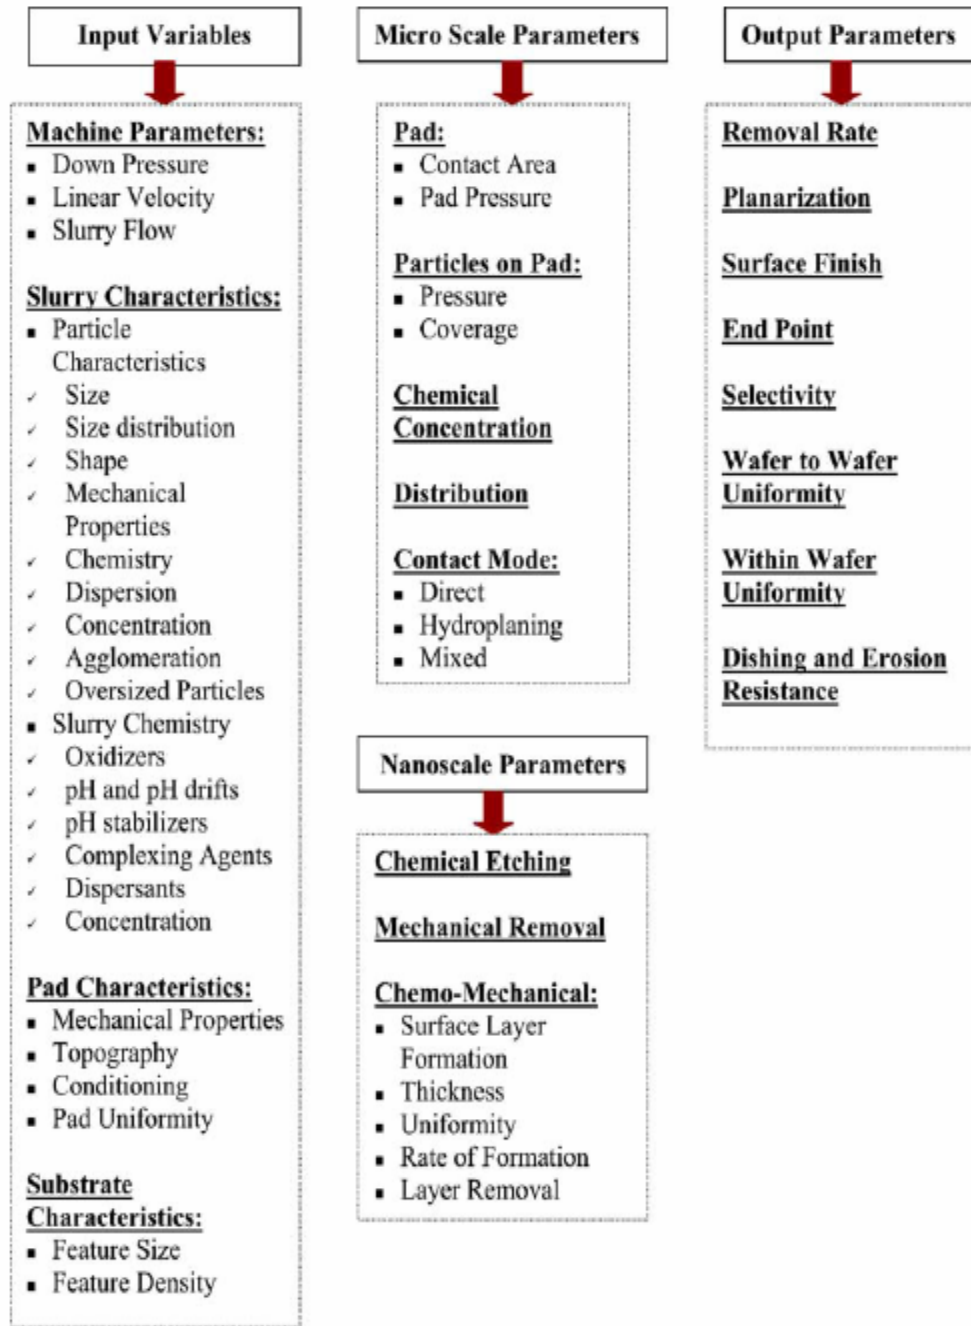 Input Variables
Machine Parameters:
▪ Down Pressure
▪ Linear Velocity
▪ Slurry Flow
Slurry Characteristics:
▪ Particle
Characteristics
✓ Size
✓ Size distribution
✓ Shape
✓ Mechanical
Properties
✓ Chemistry
✓ Dispersion
✓ Concentration
✓ Agglomeration
✓ Oversized Particles
▪ Slurry Chemistry
✓ Oxidizers
✓ pH and pH drifts
✓ pH stabilizers
✓ Complexing Agents
✓ Dispersants
✓ Concentration
Pad Characteristics:
▪ Mechanical Properties
▪ Topography
▪ Conditioning
▪ Pad Uniformity
Substrate
Characteristics:
▪ Feature Size
▪ Feature Density
Micro Scale Parameters
Pad:
▪ Contact Area
▪ Pad Pressure
Particles on Pad:
▪ Pressure
▪ Coverage
Chemical
Concentration
Distribution
Contact Mode:
▪ Direct
▪ Hydroplaning
▪ Mixed
Nanoscale Parameters
Chemical Etching
Mechanical Removal
Chemo-Mechanical:
▪ Surface Layer
Formation
▪ Thickness
▪ Uniformity
▪ Rate of Formation
▪ Layer Removal
Output Parameters
Removal Rate
Planarization
Surface Finish
End Point
Selectivity
Wafer to Wafer
Uniformity
Within Wafer
Uniformity
Dishing and Erosion
Resistance